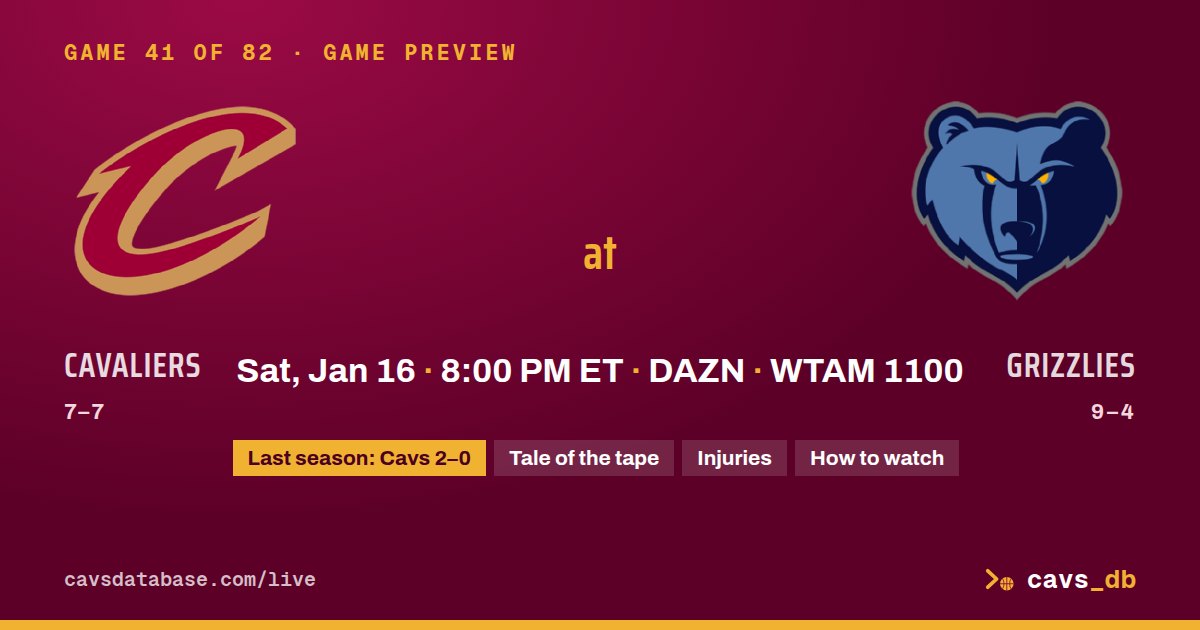 GAME 41 OF 82 · GAME PREVIEW
at
CAVALIERS
Sat, Jan 16 · 8:00 PM ET · DAZN · WTAM 1100
GRIZZLIES
7–7
9–4
Last season: Cavs 2–0
Tale of the tape
Injuries
How to watch
cavsdatabase.com/live
cavs_db